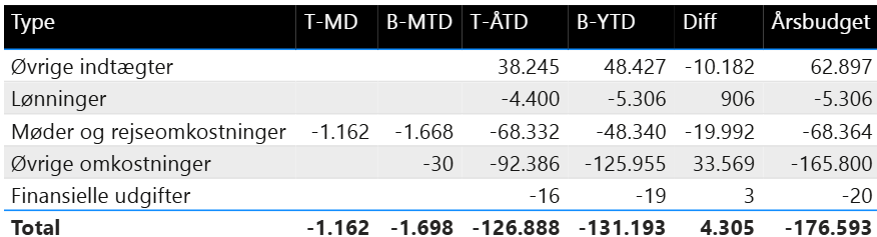 Type T-MD B-MTD T-ÅTD B-YTD Diff Årsbudget
Øvrige indtægter 38.245 48.427 -10.182 62.897
Lønninger -4.400 -5.306 906 -5.306
Møder og rejseomkostninger -1.162 -1.668 -68.332 -48.340 -19.992 -68.364
Øvrige omkostninger -30 -92.386 -125.955 33.569 -165.800
Finansielle udgifter -16 -19 3 -20
Total -1.162 -1.698 -126.888 -131.193 4.305 -176.593